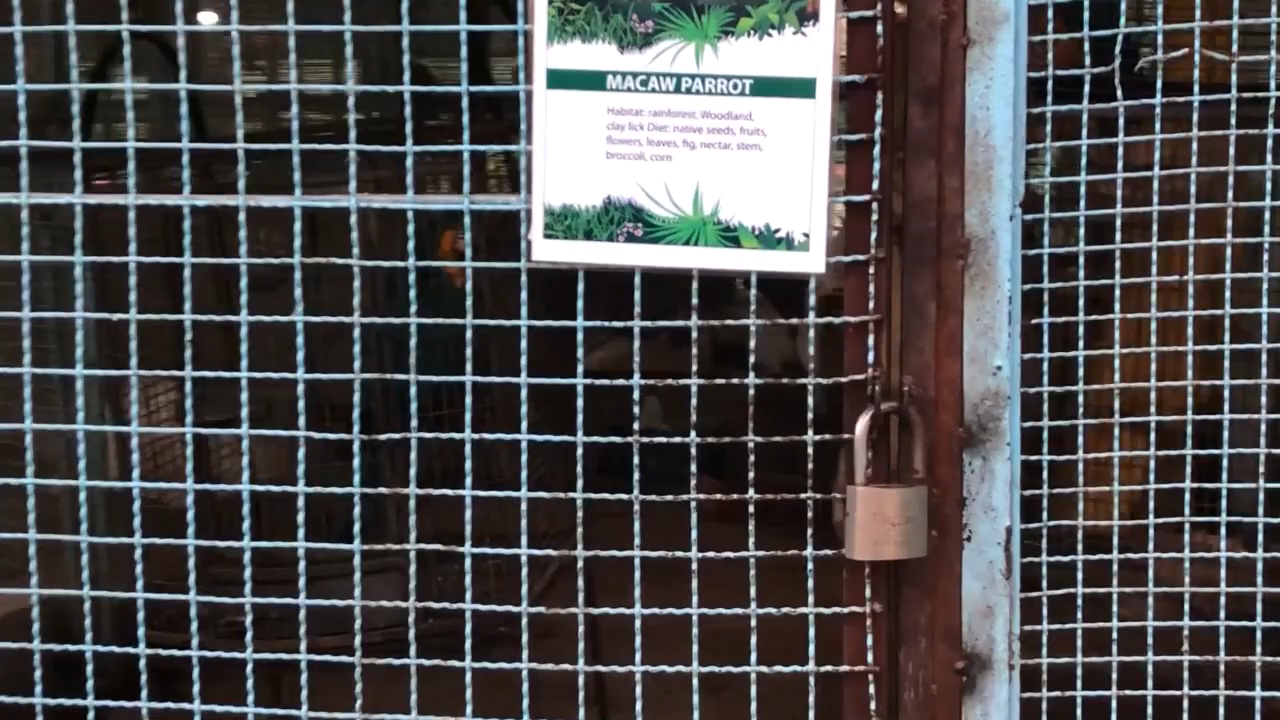 MACAW PARROT
Habitat: rainforest, Woodland,
clay lick Diet: native seeds, fruits,
flowers, leaves, fig, nectar, stem,
broccoli, corn